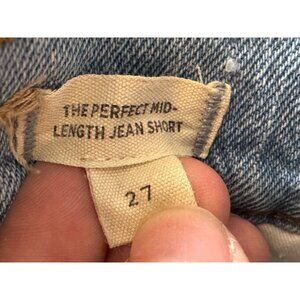 THE PERFECT MID-
LENGTH JEAN SHORT
27